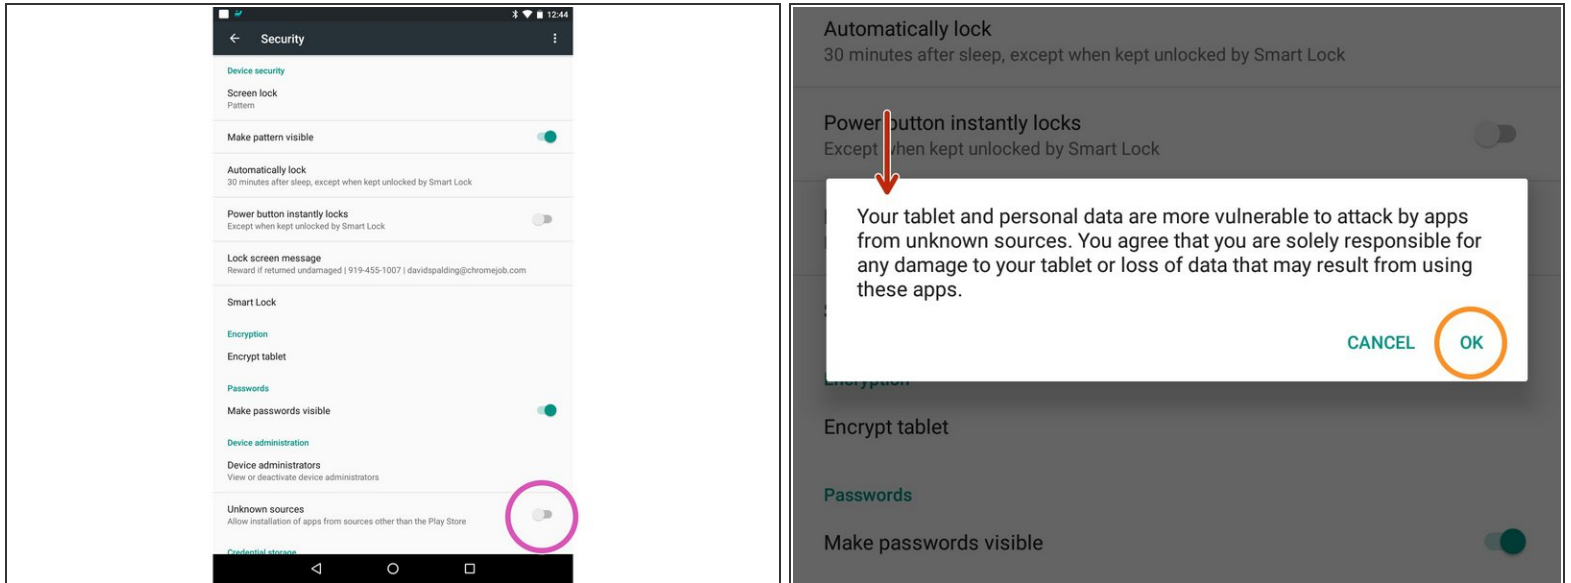 12:44
Security
Device security
Screen lock
Pattern
Make pattern visible
Automatically lock
30 minutes after sleep, except when kept unlocked by Smart Lock
Power button instantly locks
Except when kept unlocked by Smart Lock
Lock screen message
Reward if returned undamaged | 919-455-1007 | davidspalding@chromejob.com
Smart Lock
Encryption
Encrypt tablet
Passwords
Make passwords visible
Device administration
Device administrators
View or deactivate device administrators
Unknown sources
Allow installation of apps from sources other than the Play Store
Credential storage
Automatically lock
30 minutes after sleep, except when kept unlocked by Smart Lock
Power button instantly locks
Except when kept unlocked by Smart Lock
Your tablet and personal data are more vulnerable to attack by apps
from unknown sources. You agree that you are solely responsible for
any damage to your tablet or loss of data that may result from using
these apps.
CANCEL OK
Encryption
Encrypt tablet
Passwords
Make passwords visible